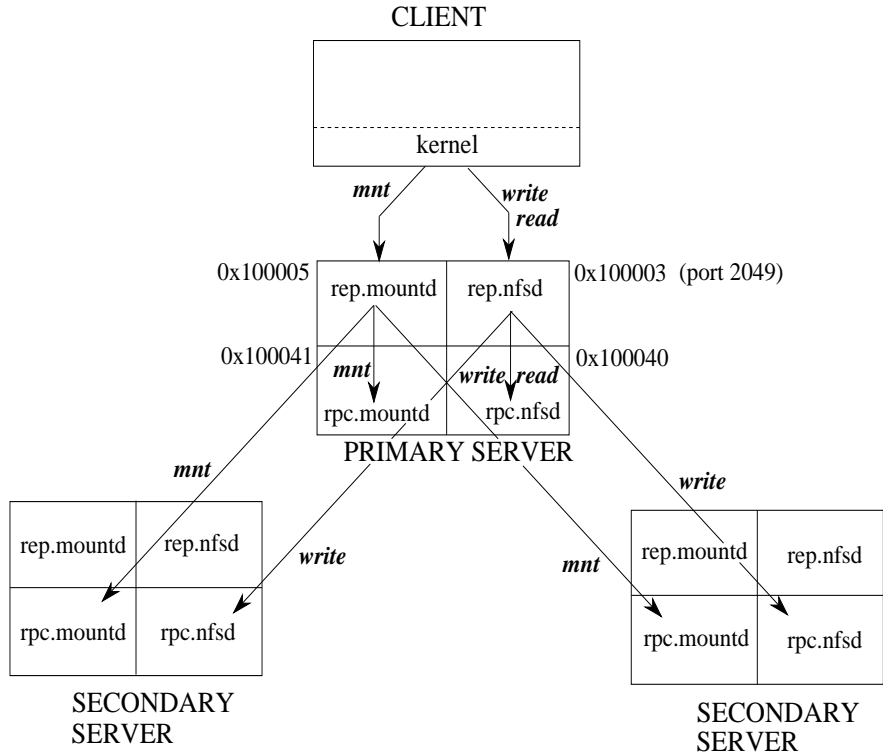 CLIENT
kernel
mnt
write
read
0x100005
rep.mountd
rep.nfsd
0x100003 (port 2049)
0x100041
mnt
write read
0x100040
rpc.mountd
rpc.nfsd
PRIMARY SERVER
mnt
write
write
mnt
rep.mountd
rep.nfsd
rpc.mountd
rpc.nfsd
rep.mountd
rep.nfsd
rpc.mountd
rpc.nfsd
SECONDARY
SERVER
SECONDARY
SERVER